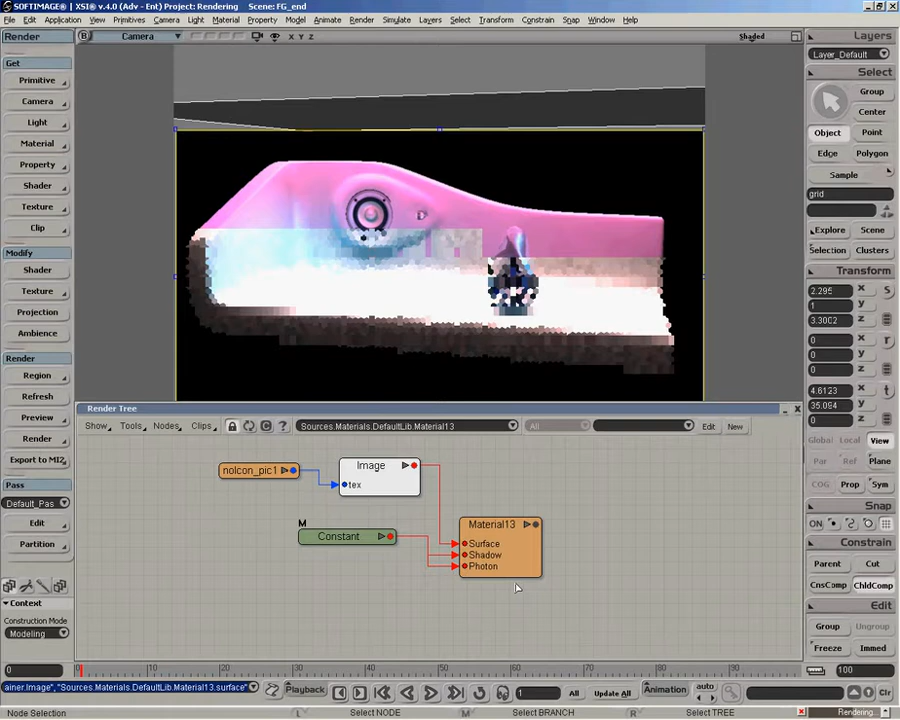 SOFTIMAGE® | XSI® v.4.0 (Adv - Ent) Project: Rendering Scene: FG_end
File Edit Application View Primitives Camera Light Material Property Model Animate Render Simulate Layers Select Transform Constrain Snap Window Help
Render
Get
Primitive
Camera
Light
Material
Property
Shader
Texture
Clip
Modify
Shader
Texture
Projection
Ambience
Render
Region
Refresh
Preview
Render
Export to MI2
Pass
Default_Pas
Edit
Partition
Context
Construction Mode
Modeling
B Camera X Y Z Shaded
Render Tree
Show Tools Nodes Clips C ? Sources.Materials.DefaultLib.Material13 All Edit New
noIcon_pic1
Image
tex
M
Constant
Material13
Surface
Shadow
Photon
Layers
Layer_Default
Select
Group
Center
Object
Point
Edge
Polygon
Sample
grid
Explore
Scene
Selection
Clusters
Transform
2.295 x s
1 y
3.3002 z
0 x r
0 y
0 z
4.6123 x t
35.094 y
0 z
Global Local View
Par Ref Plane
COG Prop Sym
Snap
ON
Constrain
Parent
Cut
CnsComp
ChldComp
Edit
Group
Ungroup
Freeze
Immed
0 0 10 20 30 40 50 60 70 80 90 100
ainer.Image", "Sources.Materials.DefaultLib.Material13.surface" Playback 1 All Update All Animation auto Clr
Node Selection L Select NODE M Select BRANCH R Select TREE Rendering...